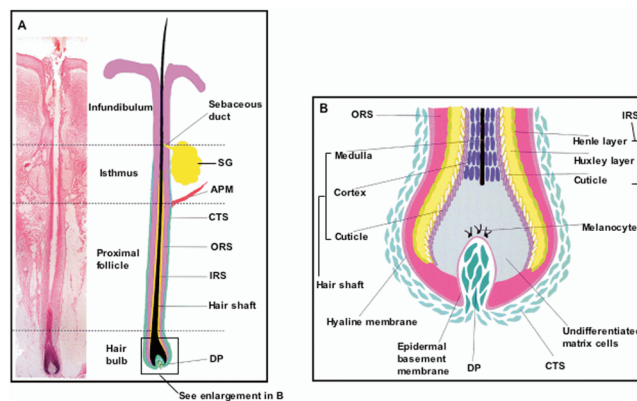 A
Infundibulum
Sebaceous
duct
SG
Isthmus
APM
CTS
ORS
Proximal
follicle
IRS
Hair shaft
Hair
bulb
DP
See enlargement in B
B
ORS
IRS
Henle layer
Medulla
Huxley layer
Cortex
Cuticle
Melanocyte
Cuticle
Hair shaft
Hyaline membrane
Undifferentiated
matrix cells
Epidermal
basement
membrane
DP
CTS